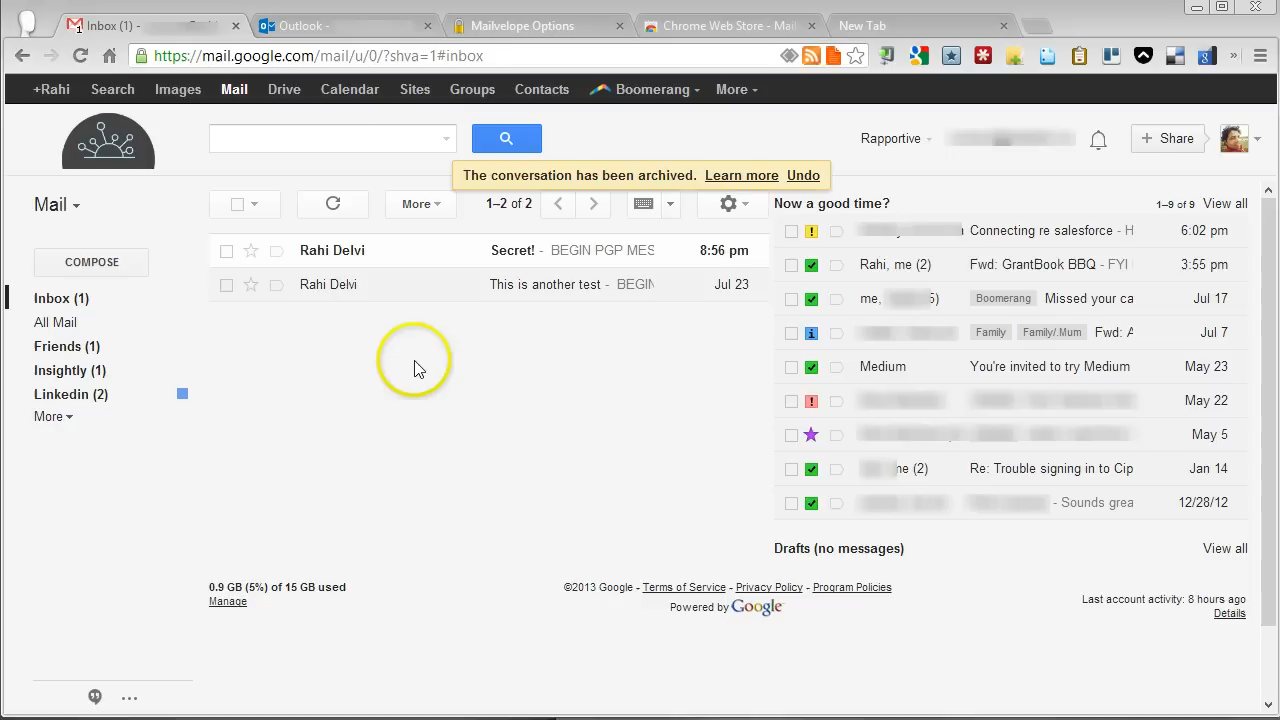 Inbox (1) -
Outlook -
Mailvelope Options
Chrome Web Store - Mail
New Tab
https://mail.google.com/mail/u/0/?shva=1#inbox
+Rahi Search Images Mail Drive Calendar Sites Groups Contacts Boomerang More
Rapportive
+ Share
The conversation has been archived. Learn more Undo
Mail
More
1–2 of 2
Now a good time?
1–9 of 9 View all
COMPOSE
Inbox (1)
All Mail
Friends (1)
Insightly (1)
Linkedin (2)
More
Rahi Delvi Secret! - BEGIN PGP MES 8:56 pm
Rahi Delvi This is another test - BEGIN Jul 23
Connecting re salesforce - H 6:02 pm
Rahi, me (2) Fwd: GrantBook BBQ - FYI 3:55 pm
me, 5) Boomerang Missed your ca Jul 17
Family Family/.Mum Fwd: A Jul 7
Medium You're invited to try Medium May 23
May 22
May 5
me (2) Re: Trouble signing in to Cip Jan 14
- Sounds grea 12/28/12
Drafts (no messages) View all
0.9 GB (5%) of 15 GB used
Manage
©2013 Google - Terms of Service - Privacy Policy - Program Policies
Powered by Google
Last account activity: 8 hours ago
Details